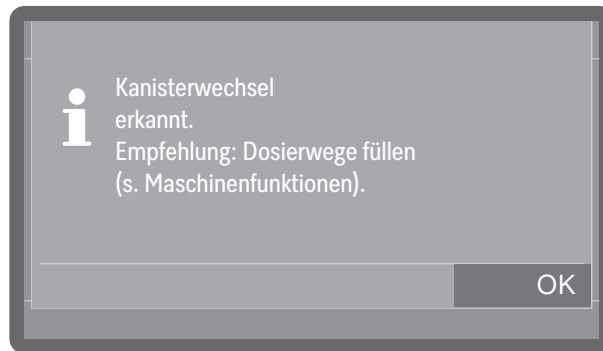 Kanisterwechsel
erkannt.
Empfehlung: Dosierwege füllen
(s. Maschinenfunktionen).
OK